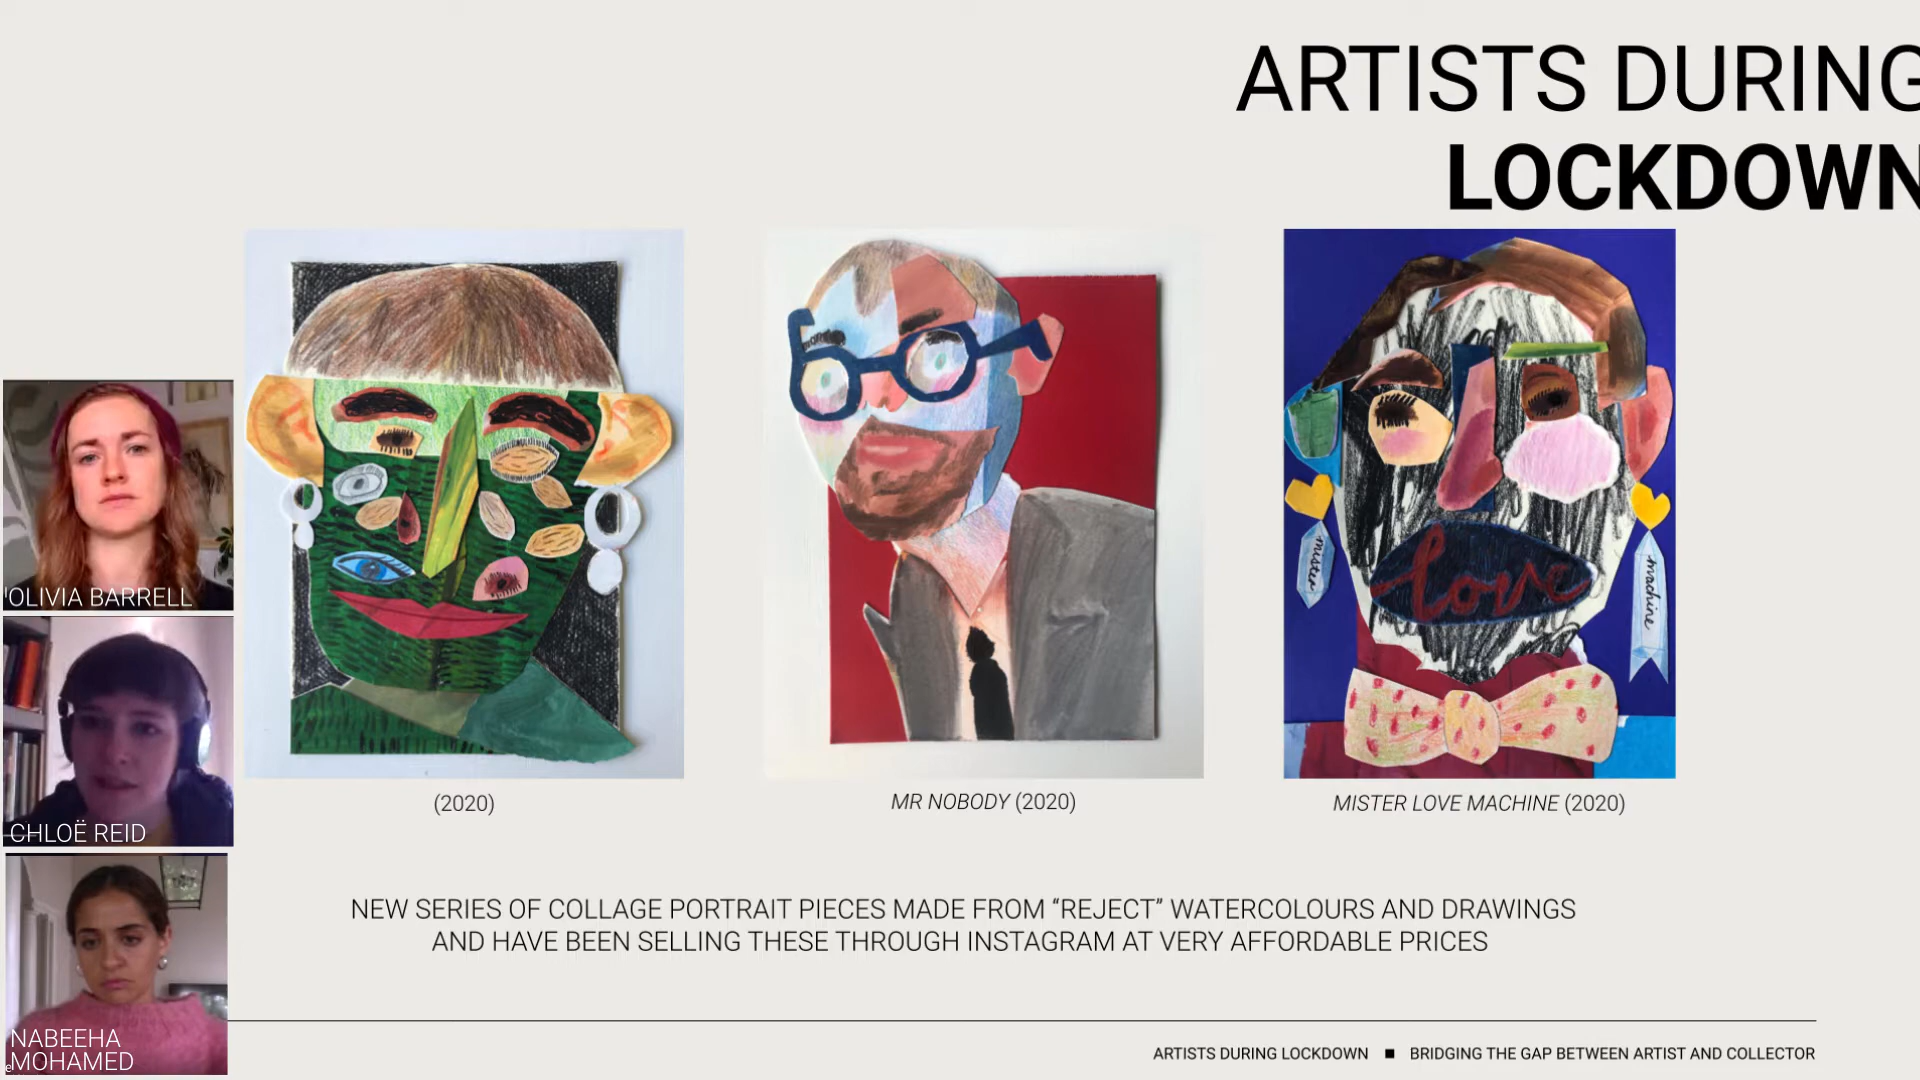 ARTISTS DURING
LOCKDOWN
'OLIVIA BARRELL
CHLOË REID
NABEEHA
MOHAMED
mister
love
machine
(2020)
MR NOBODY (2020)
MISTER LOVE MACHINE (2020)
NEW SERIES OF COLLAGE PORTRAIT PIECES MADE FROM “REJECT” WATERCOLOURS AND DRAWINGS
AND HAVE BEEN SELLING THESE THROUGH INSTAGRAM AT VERY AFFORDABLE PRICES
ARTISTS DURING LOCKDOWN ■ BRIDGING THE GAP BETWEEN ARTIST AND COLLECTOR